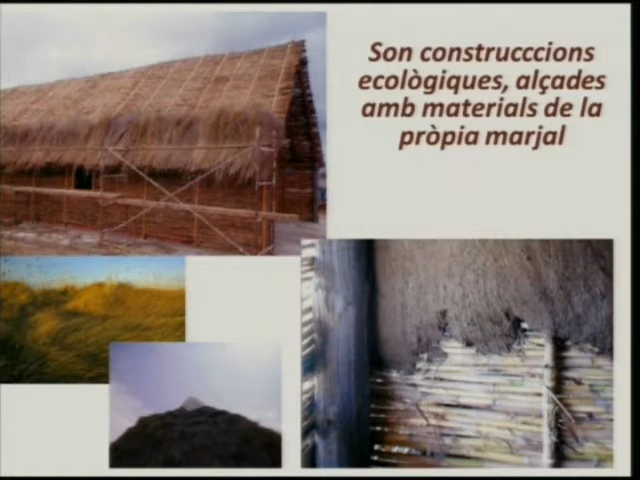 Son construcccions
ecològiques, alçades
amb materials de la
pròpia marjal